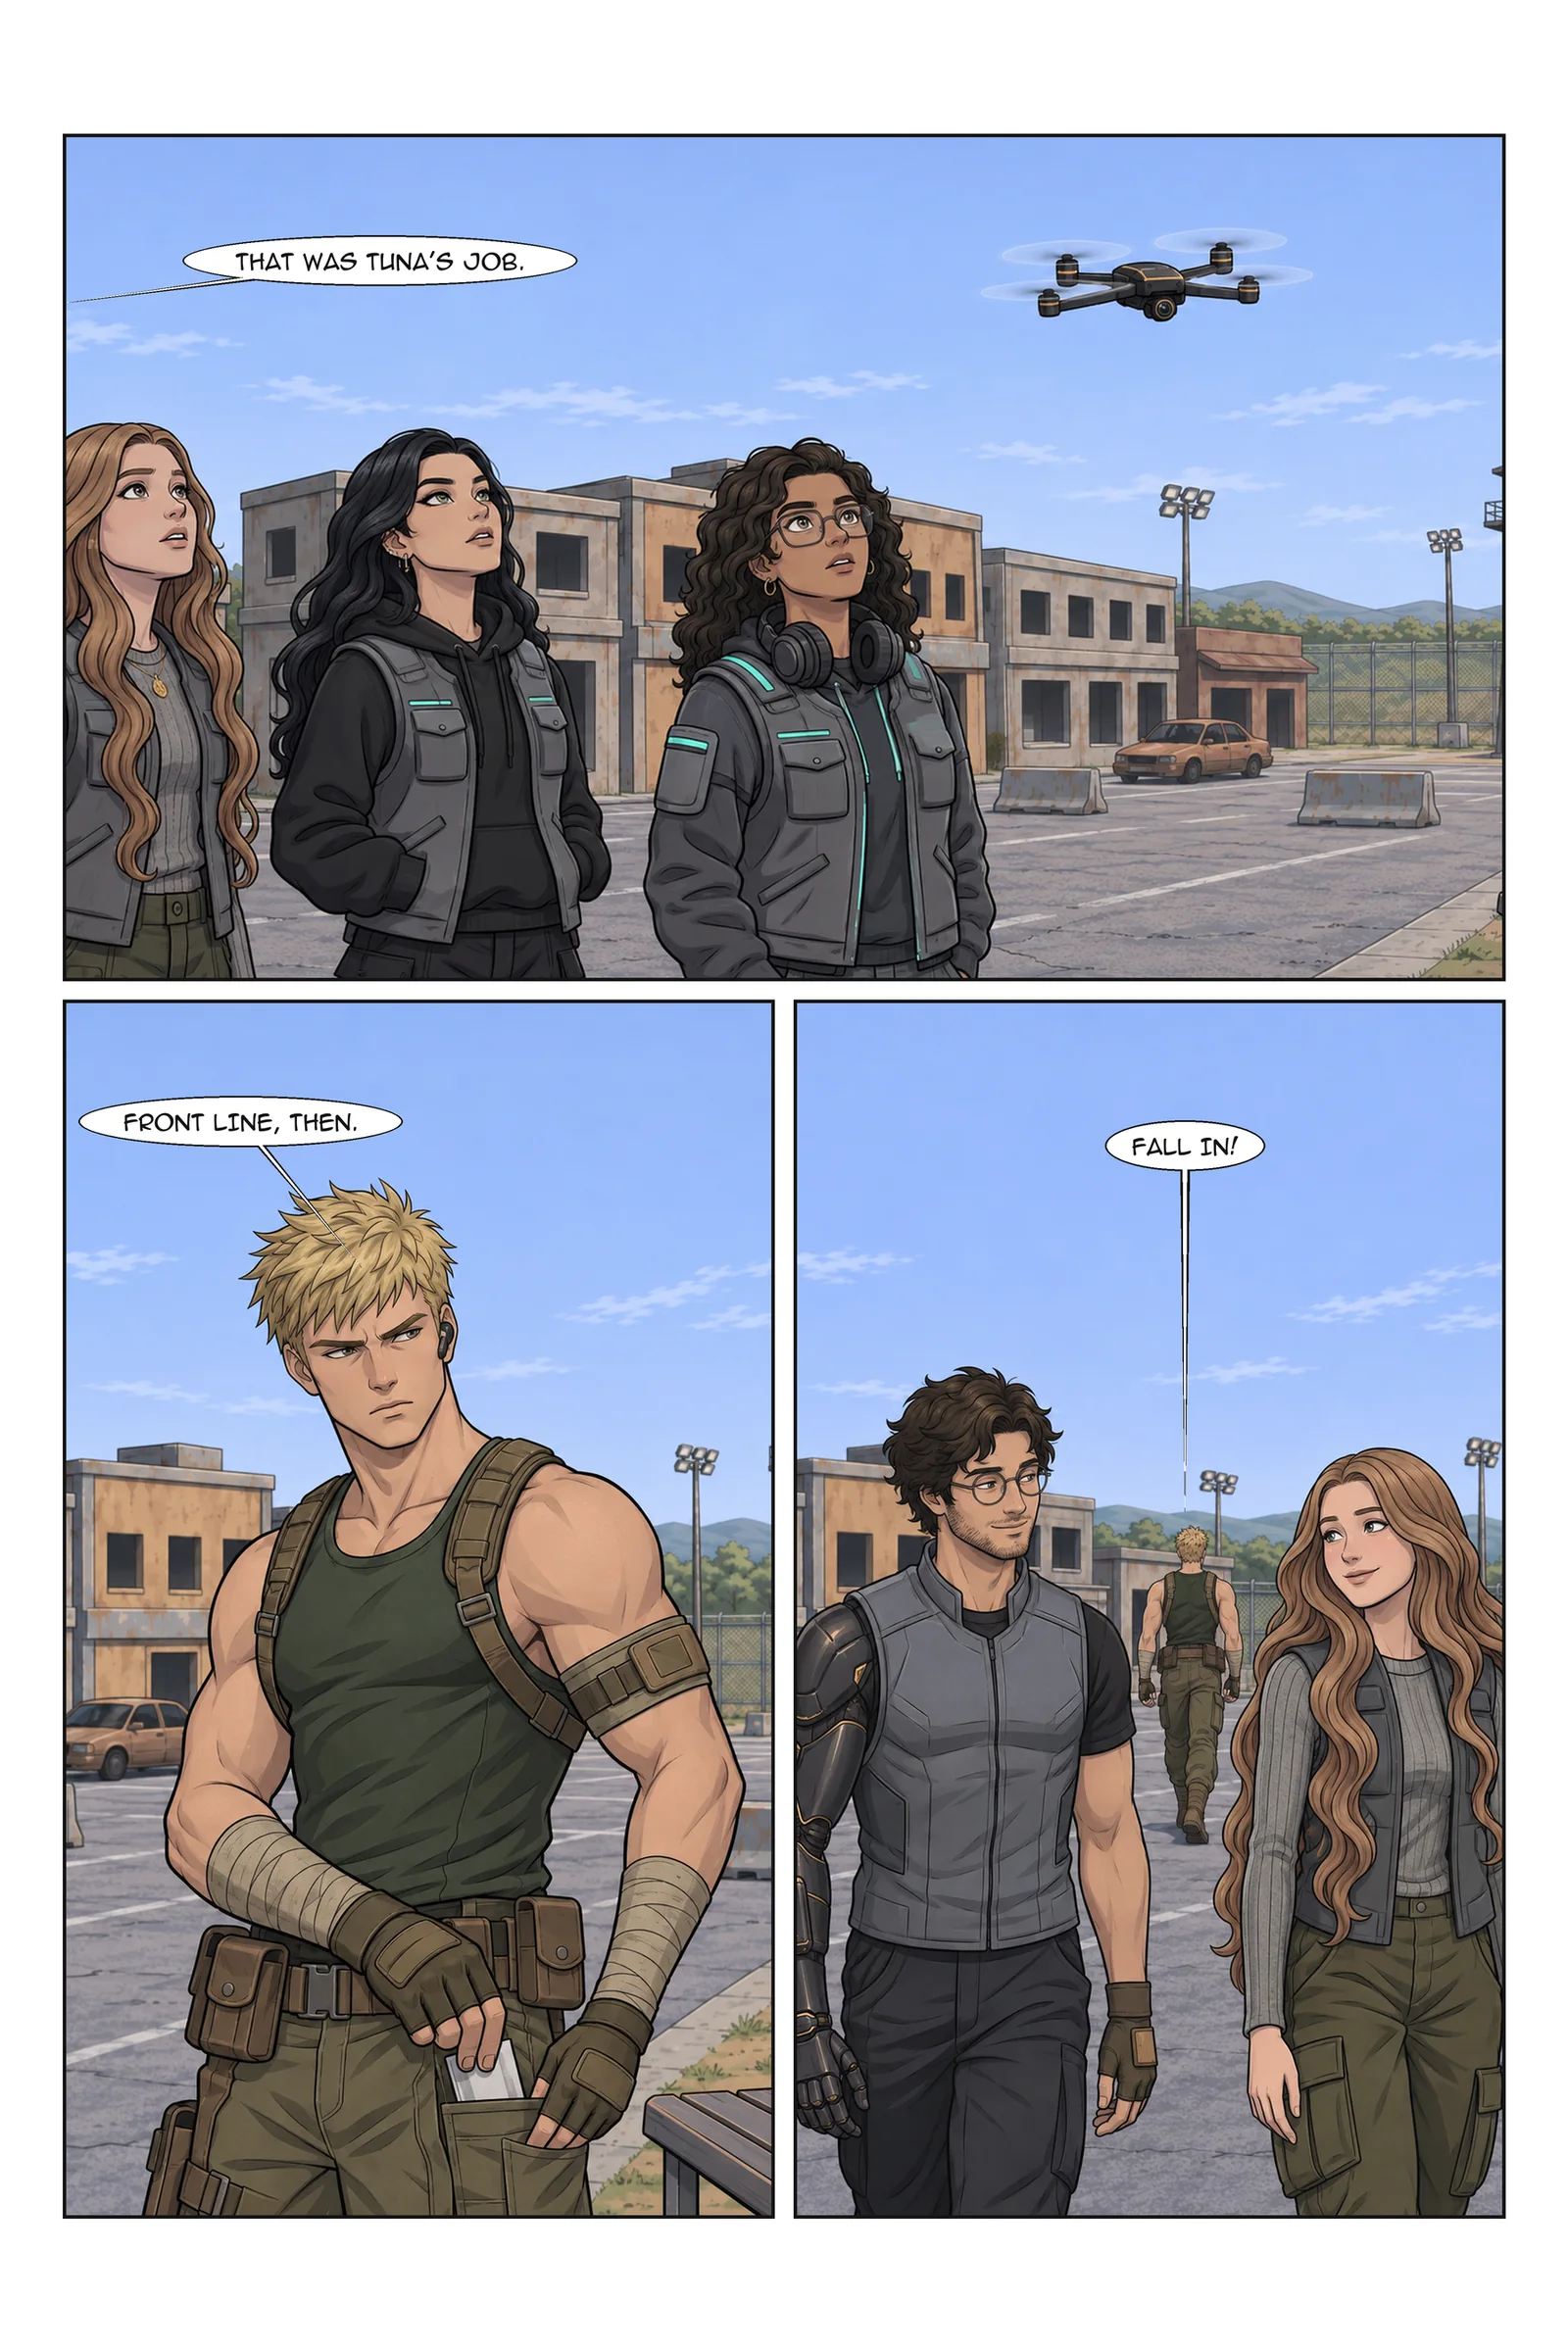 THAT WAS TUNA'S JOB.
FRONT LINE, THEN.
FALL IN!